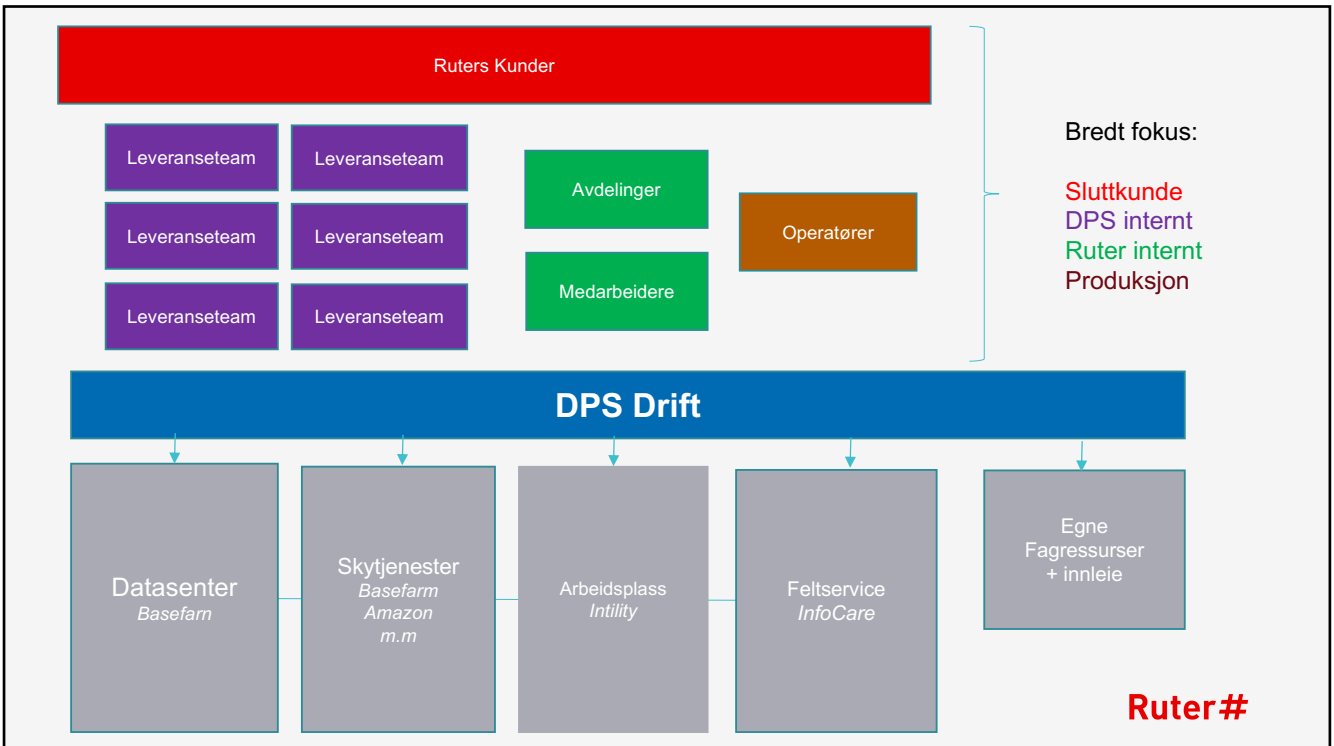 Ruters Kunder
Leveranseteam
Leveranseteam
Leveranseteam
Leveranseteam
Leveranseteam
Leveranseteam
Avdelinger
Medarbeidere
Operatører
Bredt fokus:
Sluttkunde
DPS internt
Ruter internt
Produksjon
DPS Drift
Datasenter
Basefarn
Skytjenester
Basefarm
Amazon
m.m
Arbeidsplass
Intility
Feltservice
InfoCare
Egne
Fagressurser
+ innleie
Ruter#